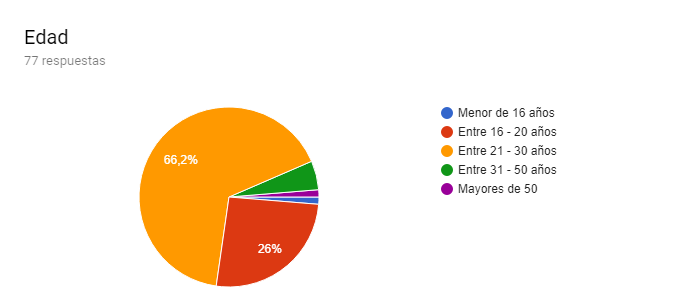 Edad
77 respuestas
66,2%
26%
Menor de 16 años
Entre 16 - 20 años
Entre 21 - 30 años
Entre 31 - 50 años
Mayores de 50